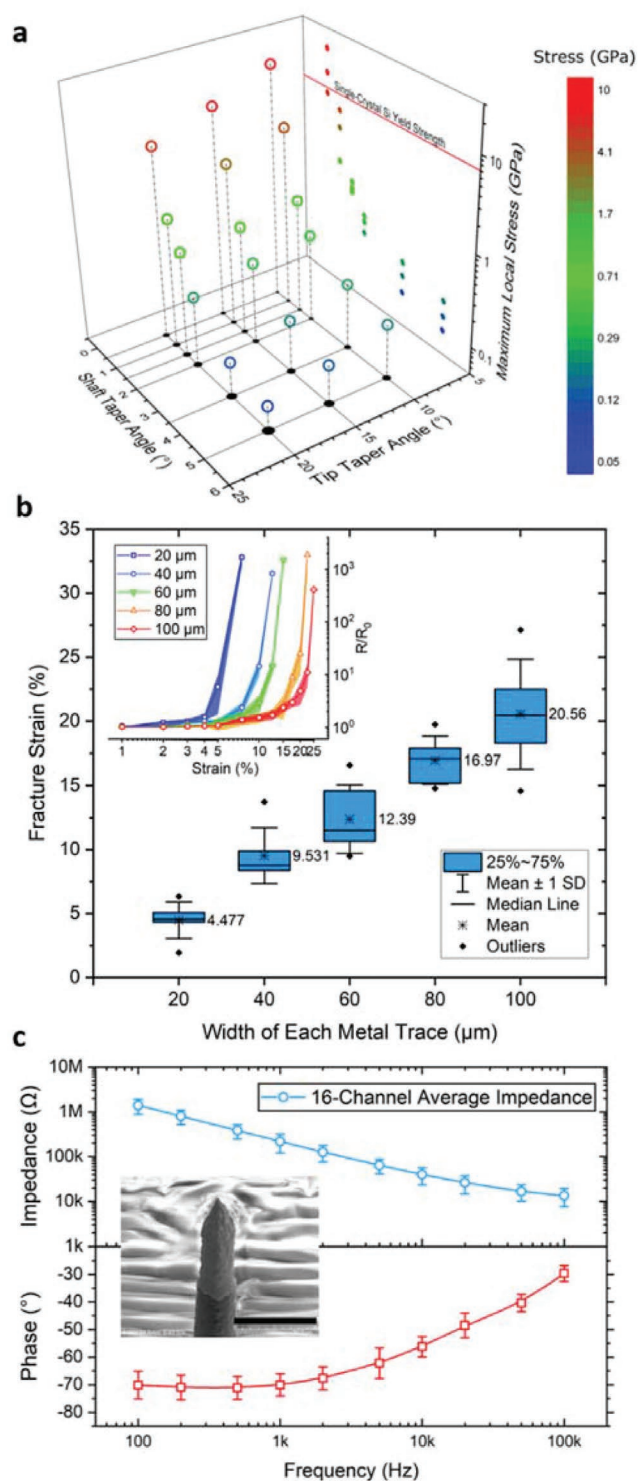 a
Stress (GPa)
Single-Crystal Si Yield Strength
10
4.1
1.7
0.71
0.29
0.12
0.05
10
1
0.1
Maximum Local Stress (GPa)
0
1
2
3
4
5
6
Shaft Taper Angle (°)
25
20
15
10
5
Tip Taper Angle (°)
b
35
30
25
20
15
10
5
0
Fracture Strain (%)
20 µm
40 µm
60 µm
80 µm
100 µm
10³
10²
10¹
10⁰
R/R₀
1 2 3 4 5 10 15 20 25
Strain (%)
4.477
9.531
12.39
16.97
20.56
25%~75%
Mean ± 1 SD
Median Line
Mean
Outliers
20 40 60 80 100
Width of Each Metal Trace (µm)
c
10M
1M
100k
10k
1k
Impedance (Ω)
16-Channel Average Impedance
-30
-40
-50
-60
-70
-80
Phase (°)
100 1k 10k 100k
Frequency (Hz)